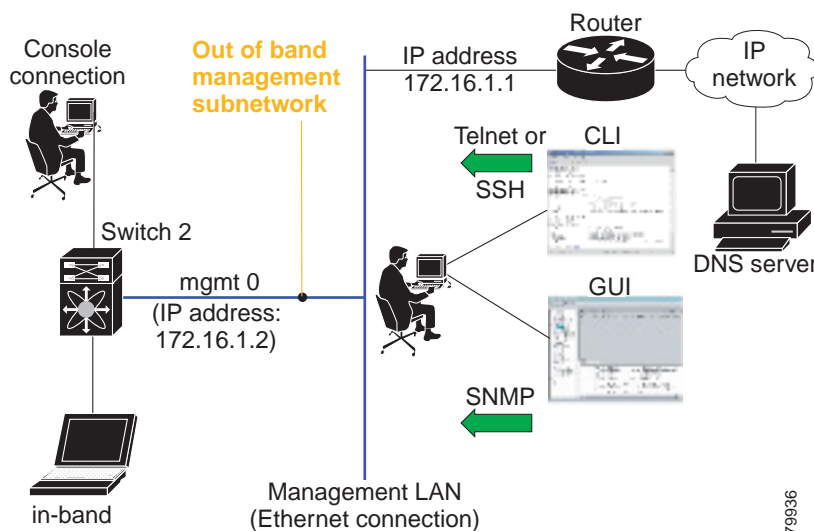 Console
connection
Out of band
management
subnetwork
IP address
172.16.1.1
Router
IP
network
Telnet or
SSH
CLI
Switch 2
mgmt 0
(IP address:
172.16.1.2)
DNS server
GUI
SNMP
in-band
Management LAN
(Ethernet connection)
79936